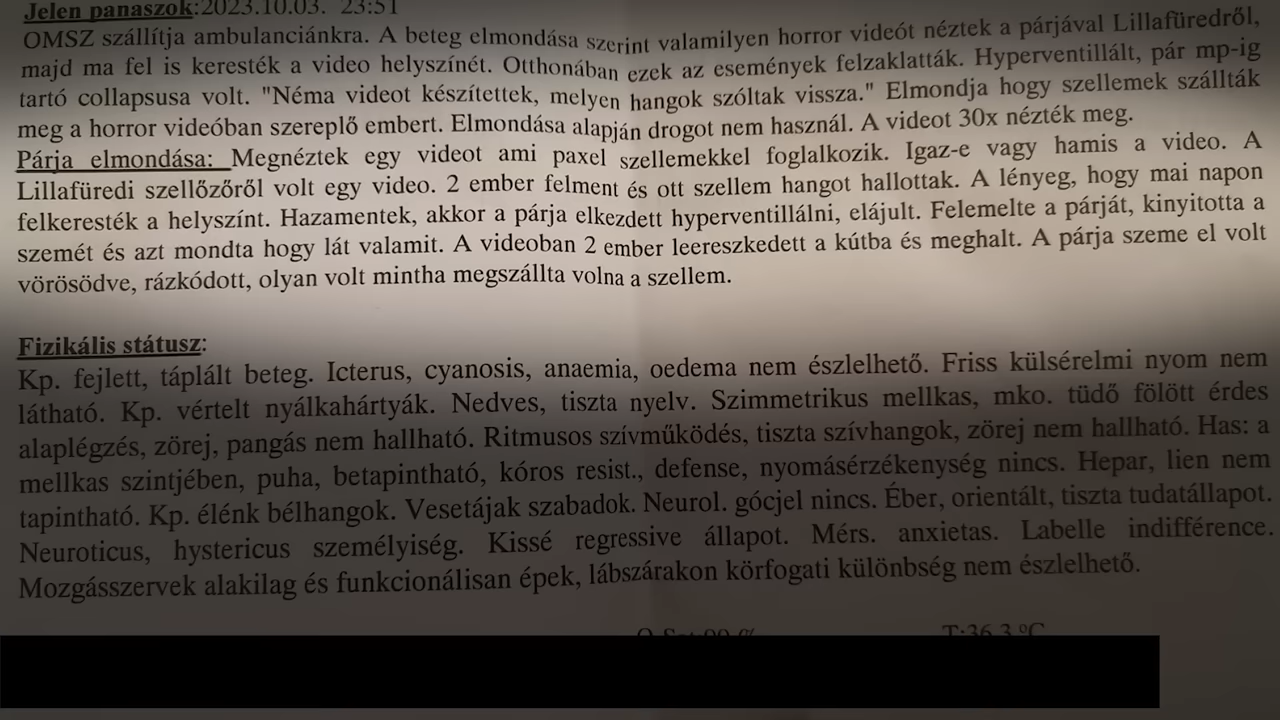 Jelen panaszok:2023.10.03. 23:51
OMSZ szállítja ambulanciánkra. A beteg elmondása szerint valamilyen horror videót néztek a párjával Lillafüredről,
majd ma fel is keresték a video helyszínét. Otthonában ezek az események felzaklatták. Hyperventillált, pár mp-ig
tartó collapsusa volt. "Néma videot készítettek, melyen hangok szóltak vissza." Elmondja hogy szellemek szállták
meg a horror videóban szereplő embert. Elmondása alapján drogot nem használ. A videot 30x nézték meg.
Párja elmondása: Megnéztek egy videot ami paxel szellemekkel foglalkozik. Igaz-e vagy hamis a video. A
Lillafüredi szellőzőről volt egy video. 2 ember felment és ott szellem hangot hallottak. A lényeg, hogy mai napon
felkeresték a helyszínt. Hazamentek, akkor a párja elkezdett hyperventillálni, elájult. Felemelte a párját, kinyitotta a
szemét és azt mondta hogy lát valamit. A videoban 2 ember leereszkedett a kútba és meghalt. A párja szeme el volt
vörösödve, rázkódott, olyan volt mintha megszállta volna a szellem.
Fizikális státusz:
Kp. fejlett, táplált beteg. Icterus, cyanosis, anaemia, oedema nem észlelhető. Friss külsérelmi nyom nem
látható. Kp. vértelt nyálkahártyák. Nedves, tiszta nyelv. Szimmetrikus mellkas, mko. tüdő fölött érdes
alaplégzés, zörej, pangás nem hallható. Ritmusos szívműködés, tiszta szívhangok, zörej nem hallható. Has: a
mellkas szintjében, puha, betapintható, kóros resist., defense, nyomásérzékenység nincs. Hepar, lien nem
tapintható. Kp. élénk bélhangok. Vesetájak szabadok. Neurol. gócjel nincs. Éber, orientált, tiszta tudatállapot.
Neuroticus, hystericus személyiség. Kissé regressive állapot. Mérs. anxietas. Labelle indifférence.
Mozgásszervek alakilag és funkcionálisan épek, lábszárakon körfogati különbség nem észlelhető.
T:36,3 ºC